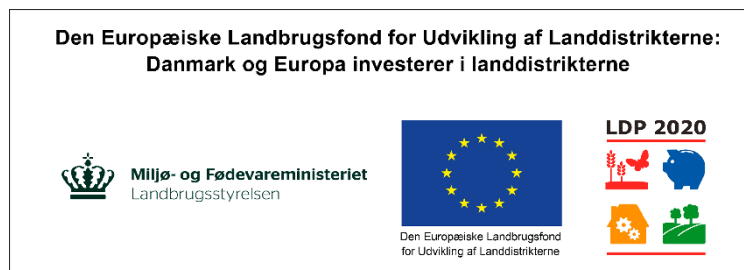 Den Europæiske Landbrugsfond for Udvikling af Landdistrikterne:
Danmark og Europa investerer i landdistrikterne
LDP 2020
Miljø- og Fødevareministeriet
Landbrugsstyrelsen
Den Europæiske Landbrugsfond
for Udvikling af Landdistrikterne